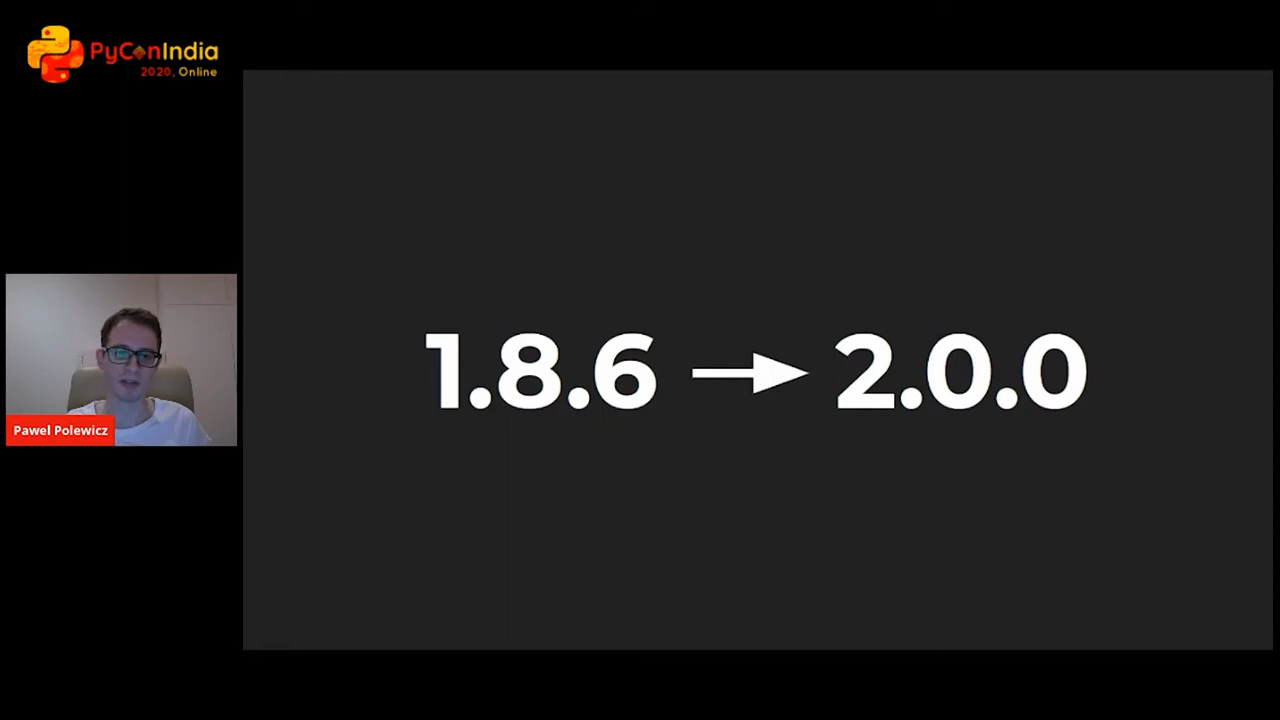 PyConIndia
2020, Online
1.8.6 → 2.0.0
Pawel Polewicz